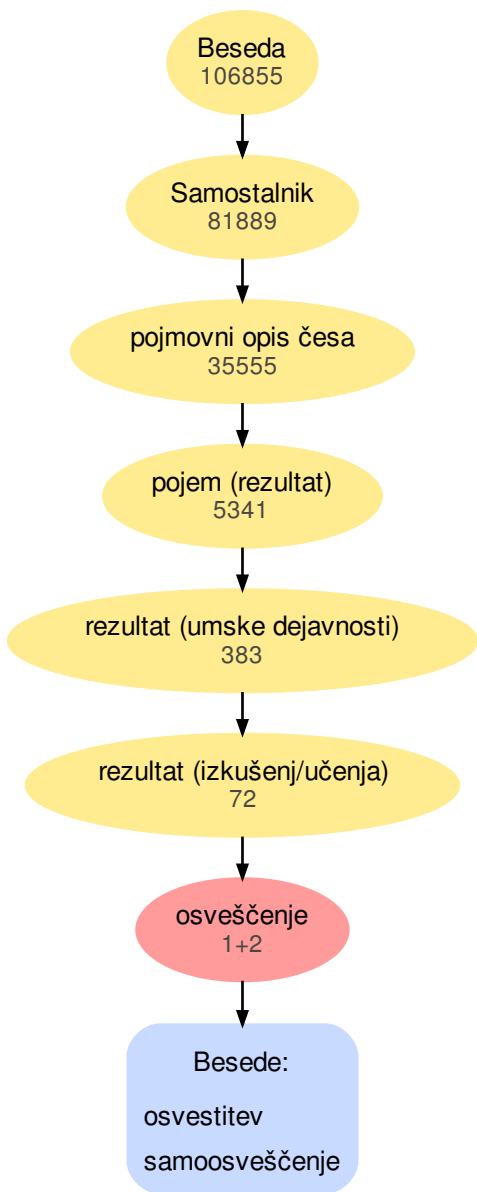 Beseda
106855
Samostalnik
81889
pojmovni opis česa
35555
pojem (rezultat)
5341
rezultat (umske dejavnosti)
383
rezultat (izkušenj/učenja)
72
osveščenje
1+2
Besede:
osvestitev
samoosveščenje